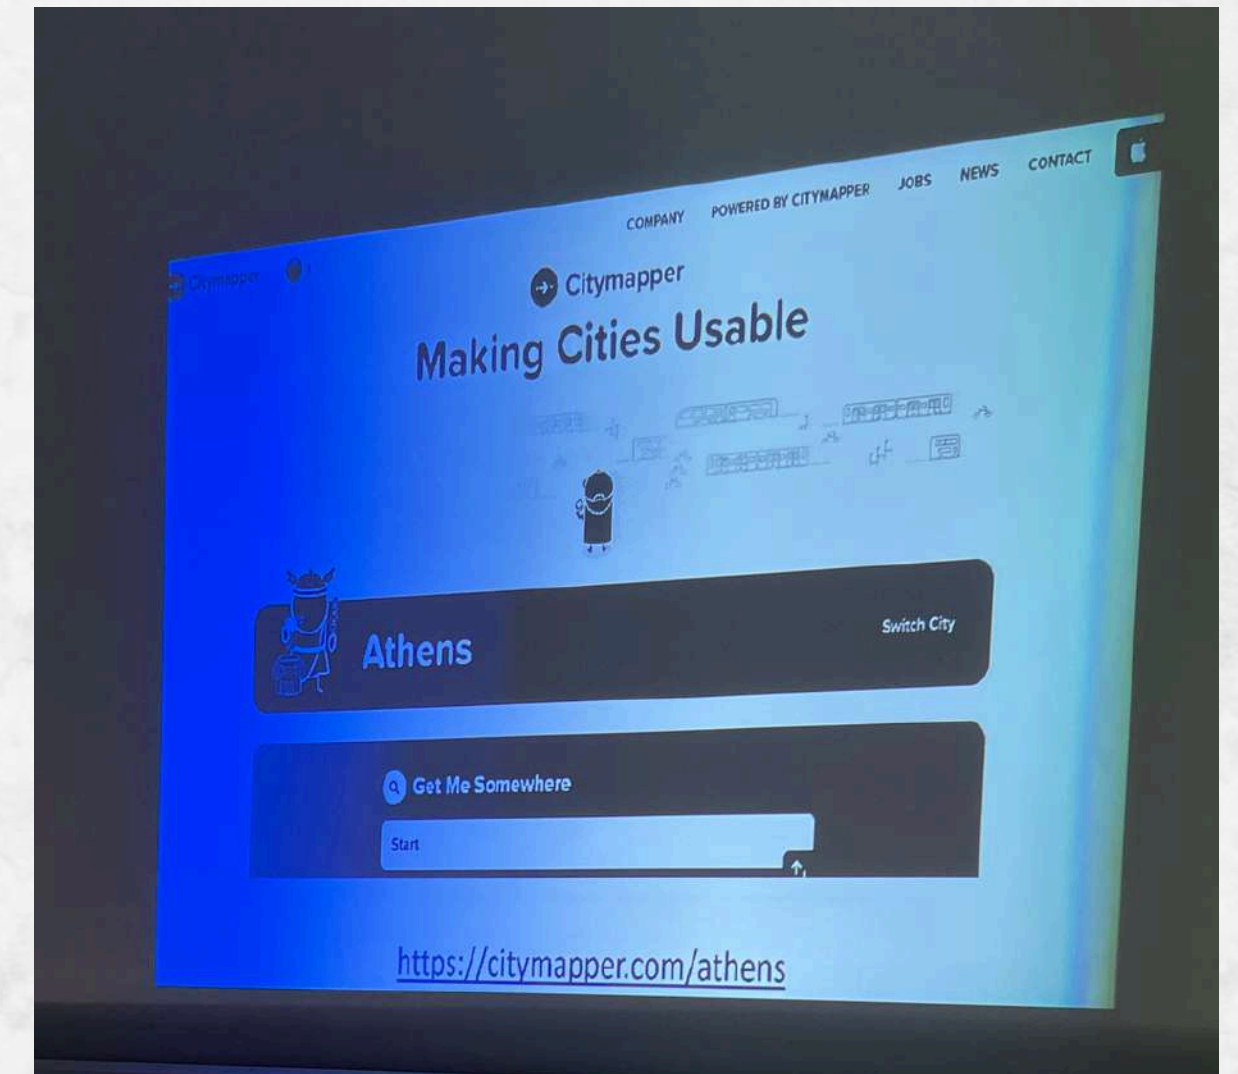 COMPANY POWERED BY CITYMAPPER JOBS NEWS CONTACT
Citymapper
Citymapper
Making Cities Usable
Athens
Switch City
Get Me Somewhere
Start
https://citymapper.com/athens